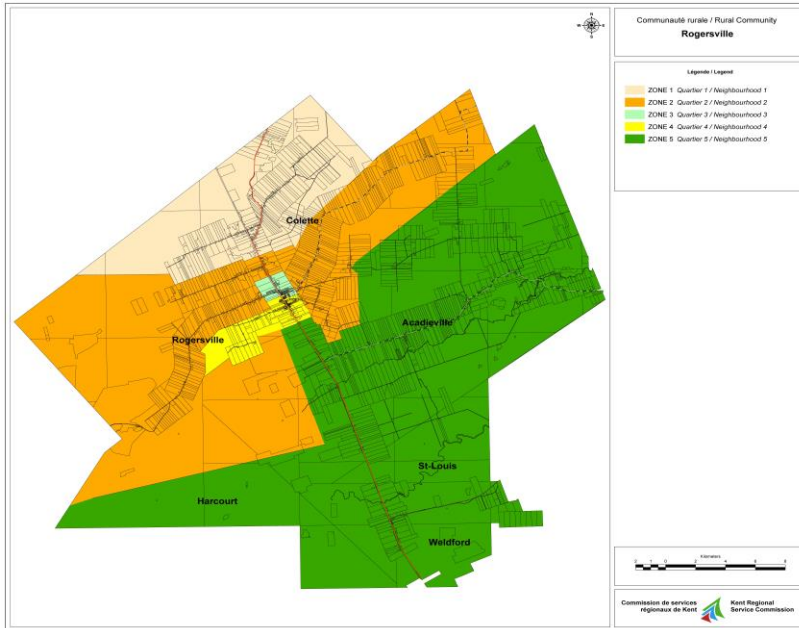 Communauté rurale / Rural Community
Rogersville
Légende / Legend
ZONE 1 Quartier 1 / Neighbourhood 1
ZONE 2 Quartier 2 / Neighbourhood 2
ZONE 3 Quartier 3 / Neighbourhood 3
ZONE 4 Quartier 4 / Neighbourhood 4
ZONE 5 Quartier 5 / Neighbourhood 5
Colette
Acadieville
Rogersville
St-Louis
Harcourt
Weldford
Kilometers
Commission de services régionaux de Kent
Kent Regional Service Commission